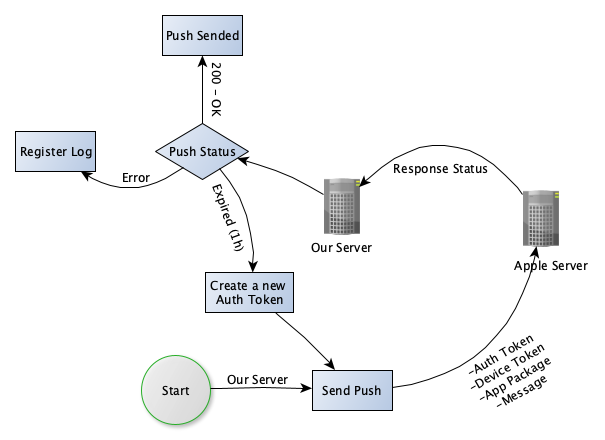 Push Sended
200 - OK
Push Status
Register Log
Error
Response Status
Expired (1h)
Our Server
Apple Server
Create a new
Auth Token
-Auth Token
-Device Token
-App Package
-Message
Start
Our Server
Send Push